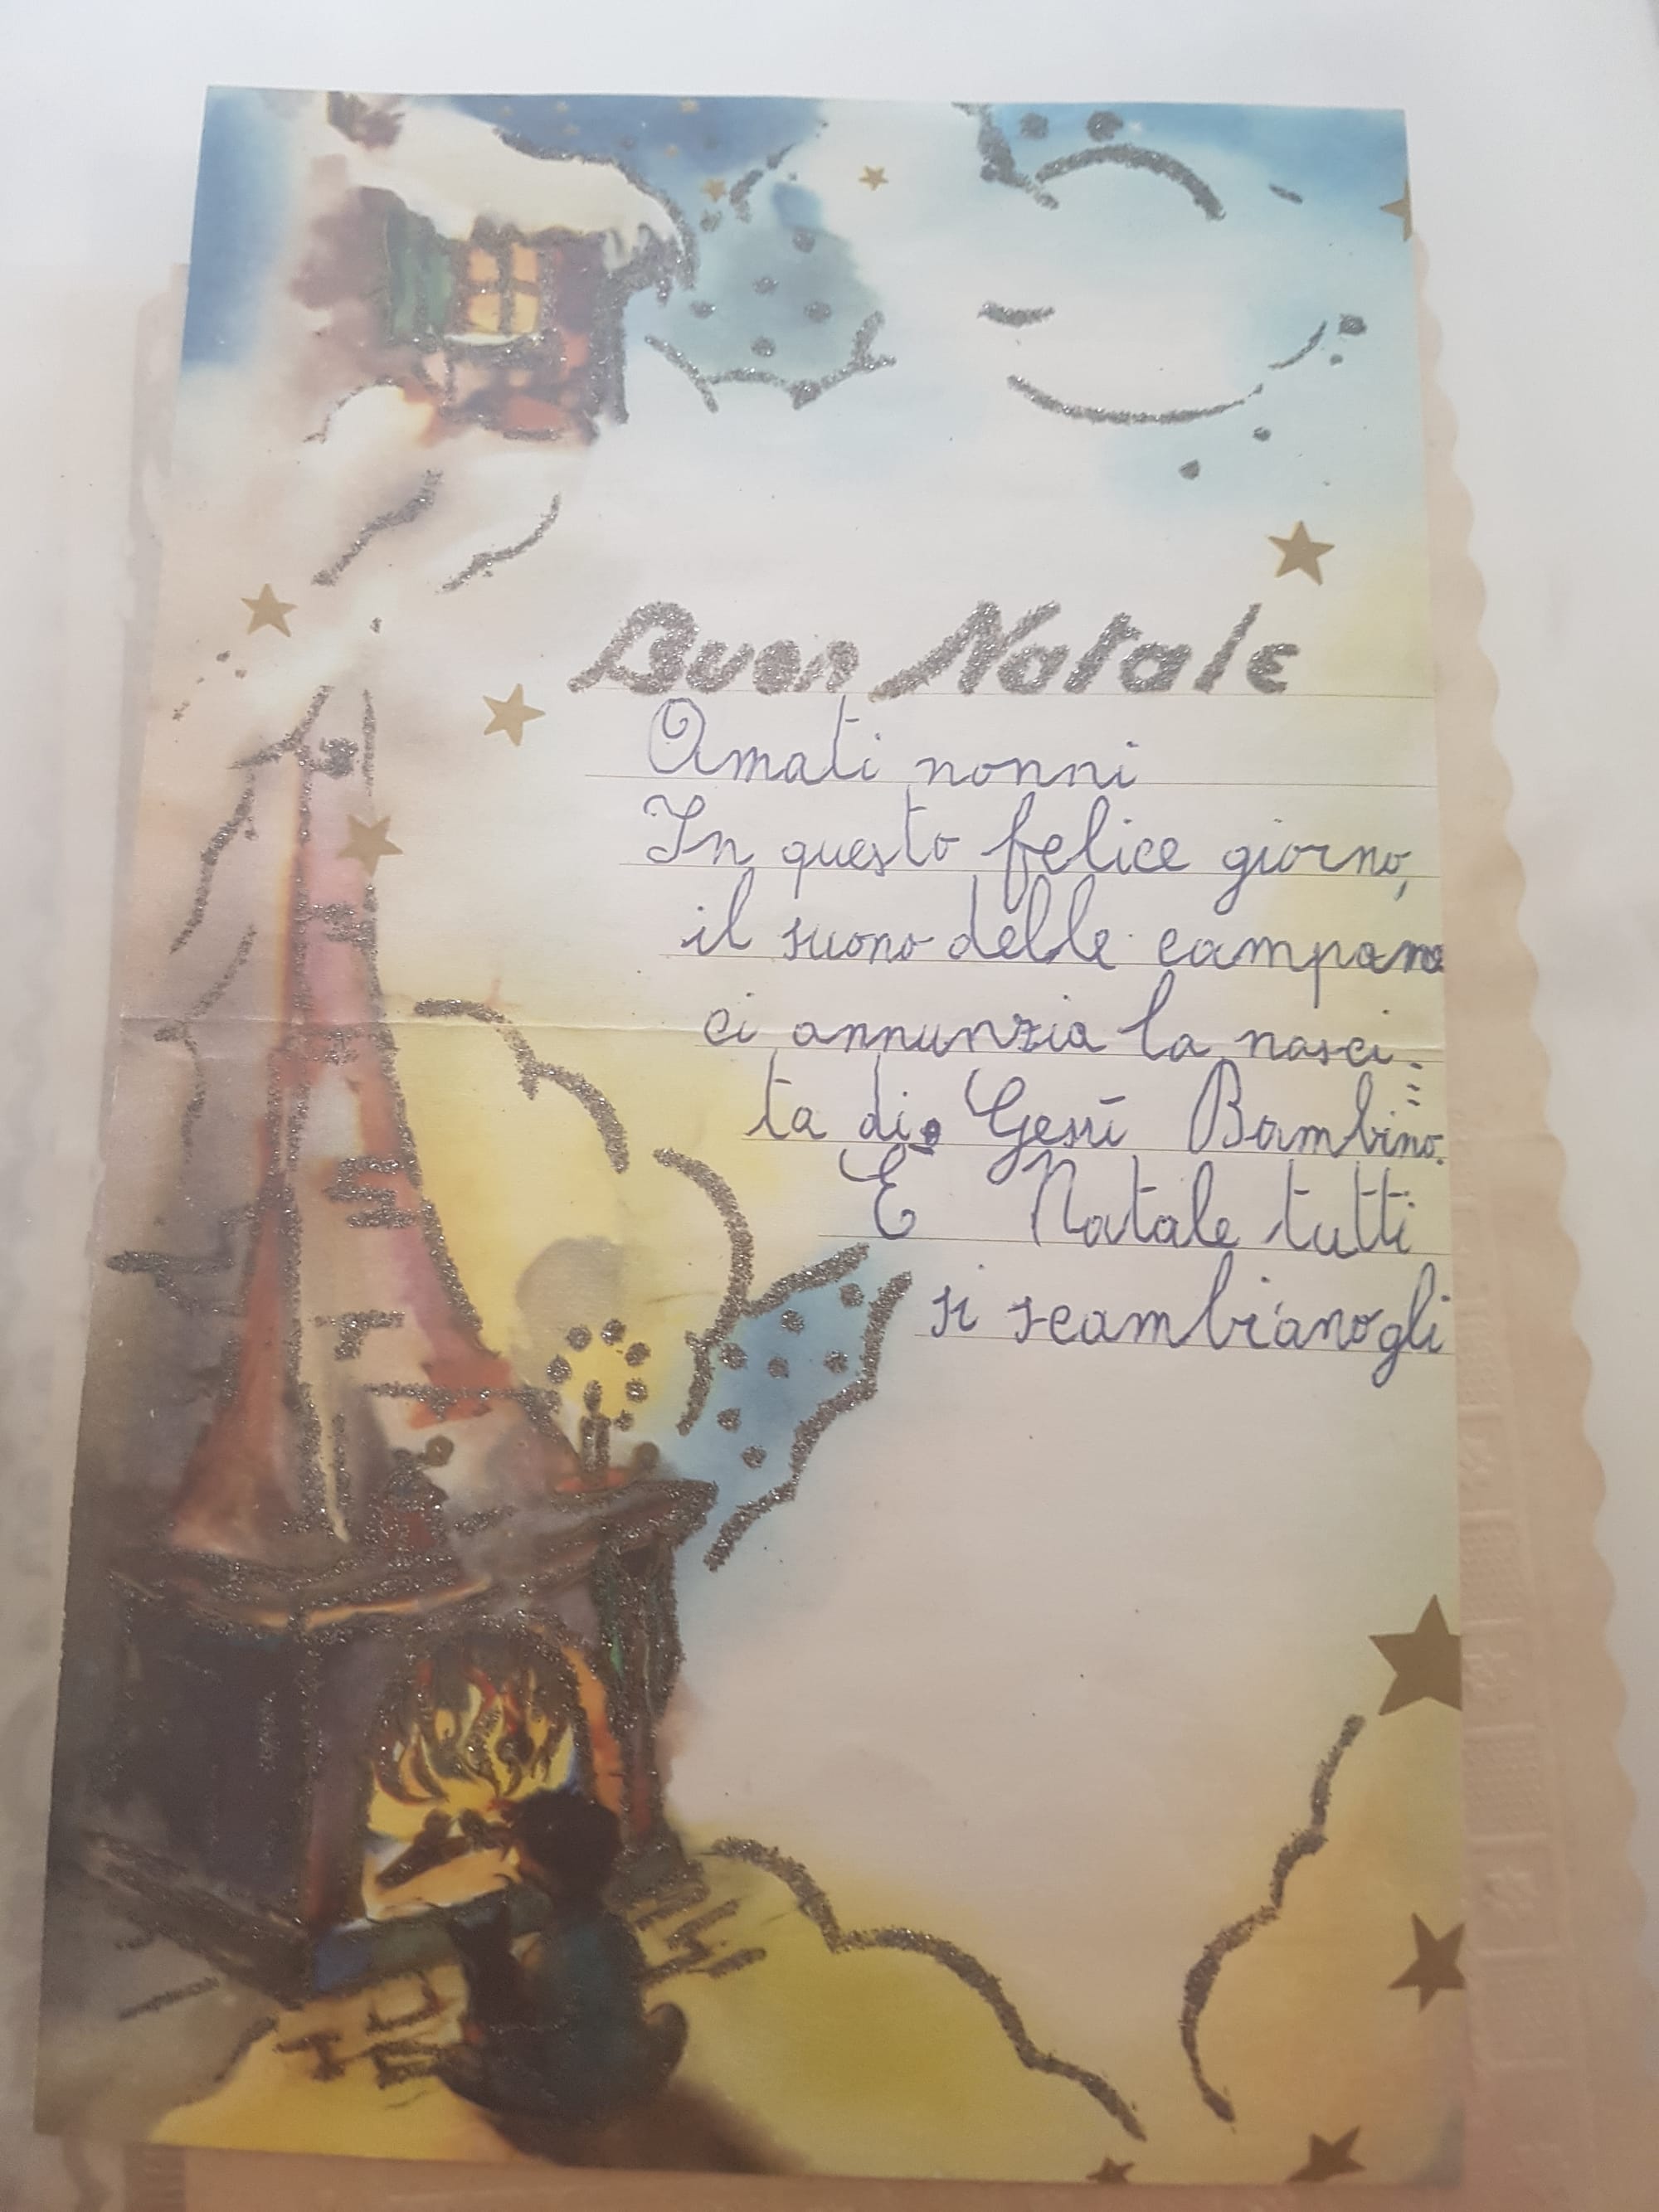 Buon Natale
Amati nonni
In questo felice giorno,
il suono delle campane
ci annunzia la nasci
ta di Gesù Bambino.
E Natale tutti
si scambiano gli